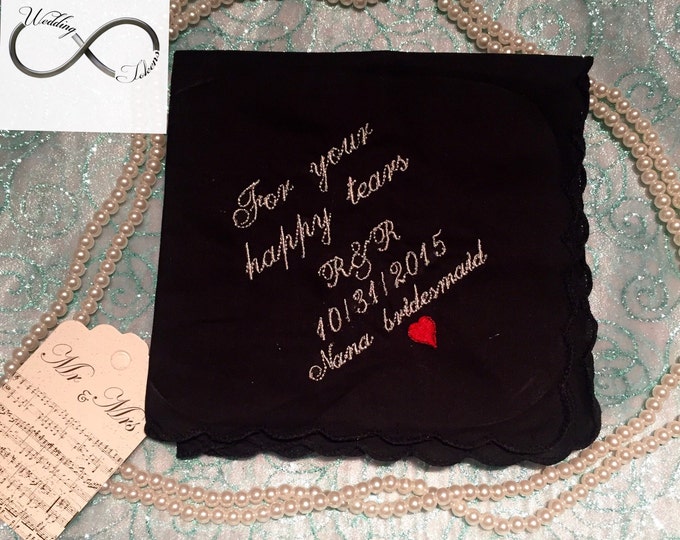 Wedding
Tokens
For your
happy tears
R&R
10/31/2015
Nana bridesmaid
Mr
& Mrs